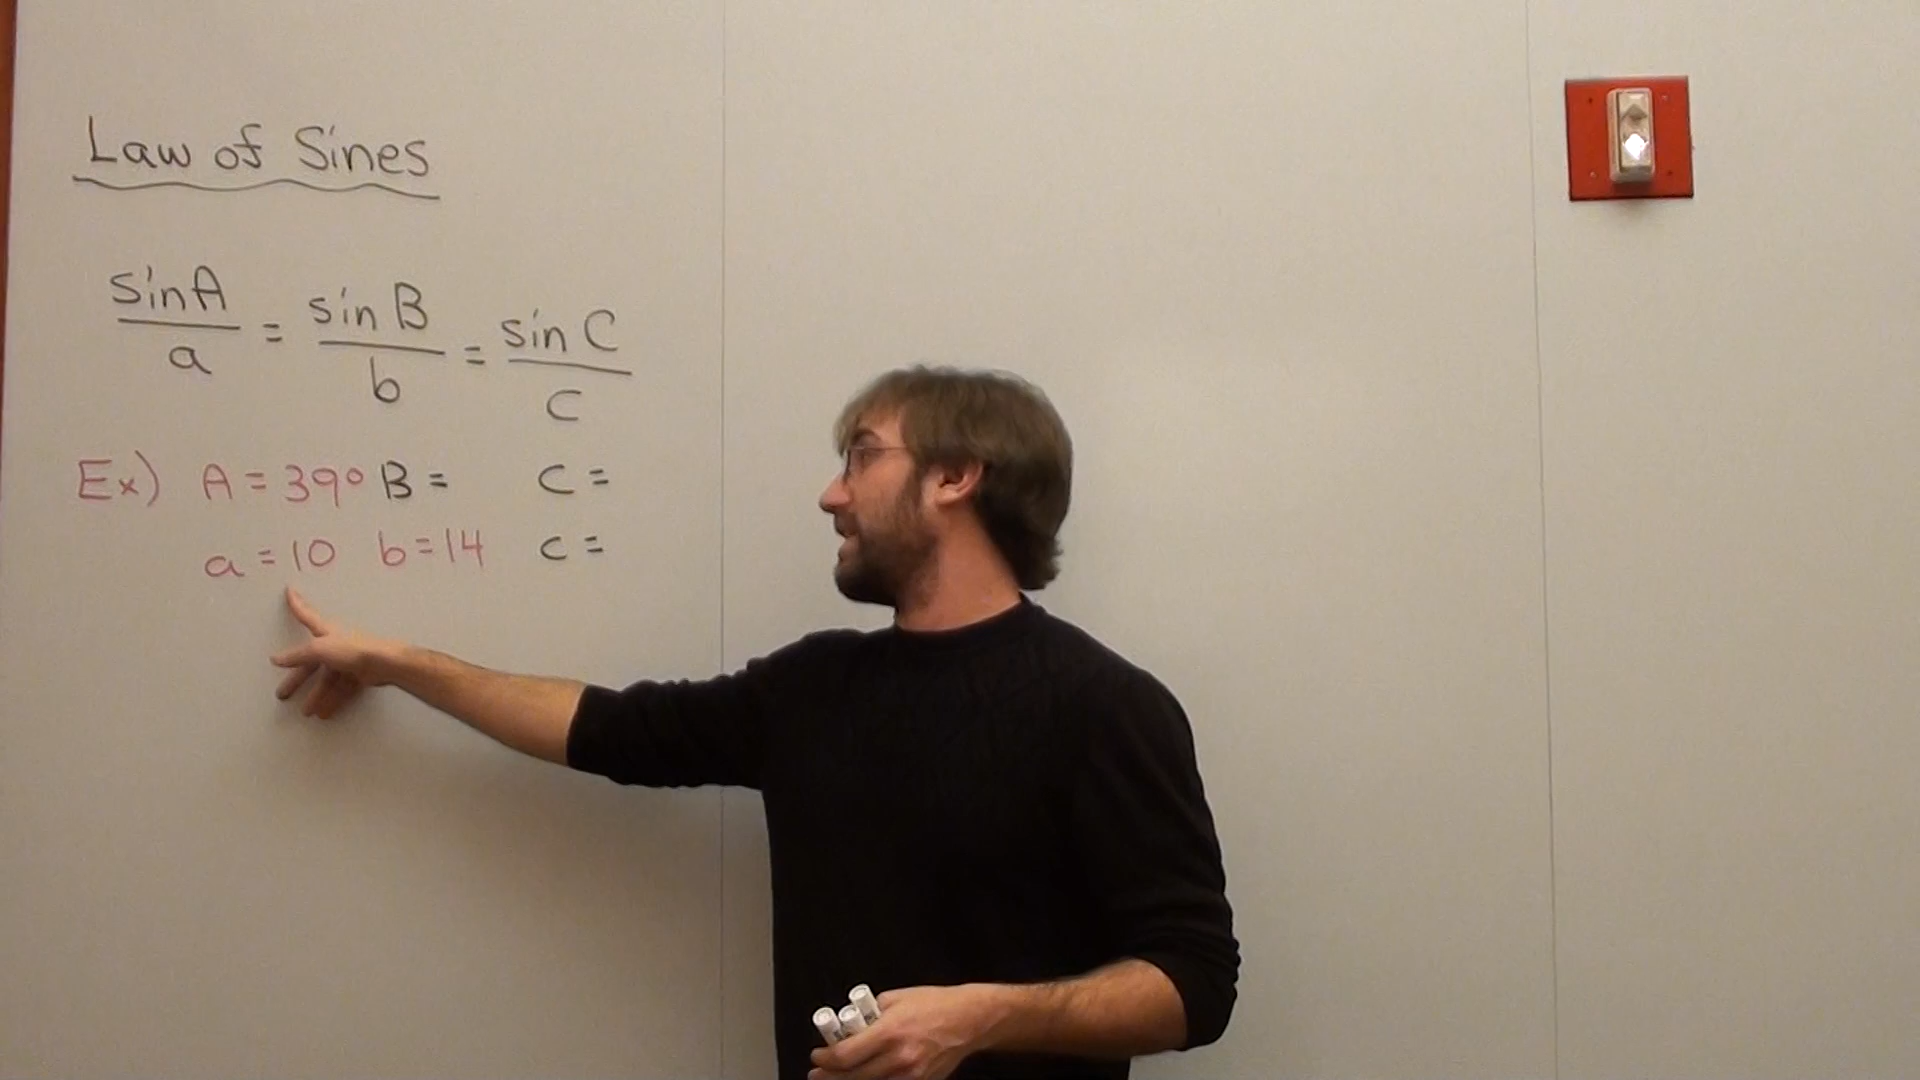 Law of Sines
sinA/a = sin B/b = sin C/c
Ex) A = 39° B = C =
a = 10 b = 14 c =